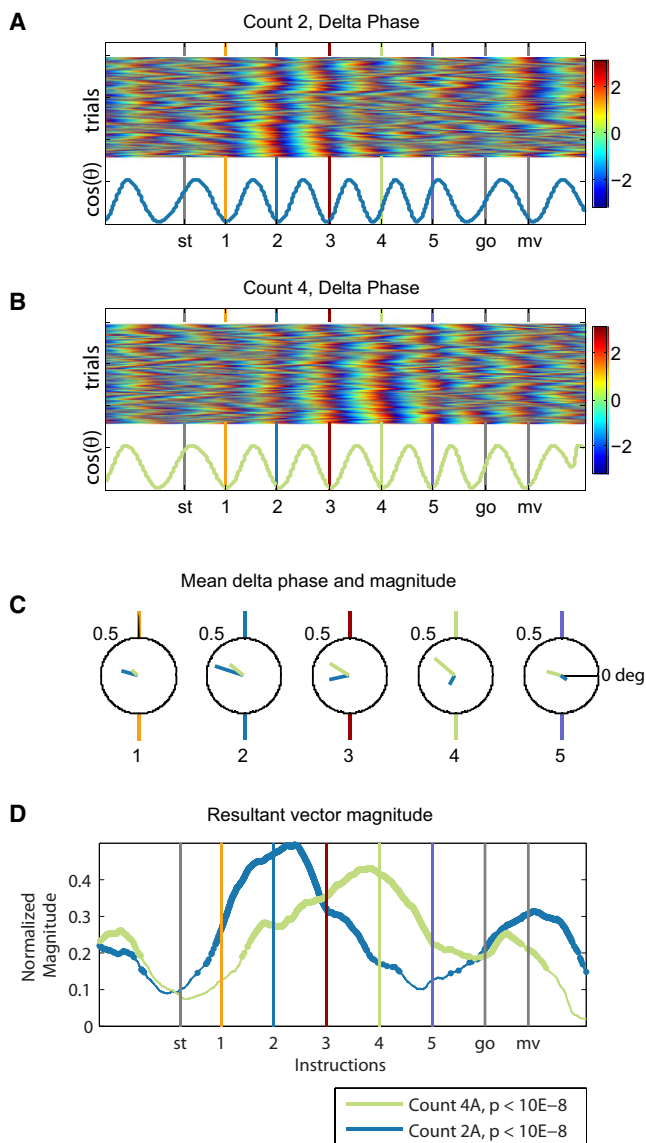 A
Count 2, Delta Phase
trials
cos(θ)
2
0
−2
st 1 2 3 4 5 go mv
B
Count 4, Delta Phase
trials
cos(θ)
2
0
−2
st 1 2 3 4 5 go mv
C
Mean delta phase and magnitude
0.5 0.5 0.5 0.5 0.5
0 deg
1 2 3 4 5
D
Resultant vector magnitude
Normalized
Magnitude
0.4
0.3
0.2
0.1
0
st 1 2 3 4 5 go mv
Instructions
Count 4A, p < 10E−8
Count 2A, p < 10E−8